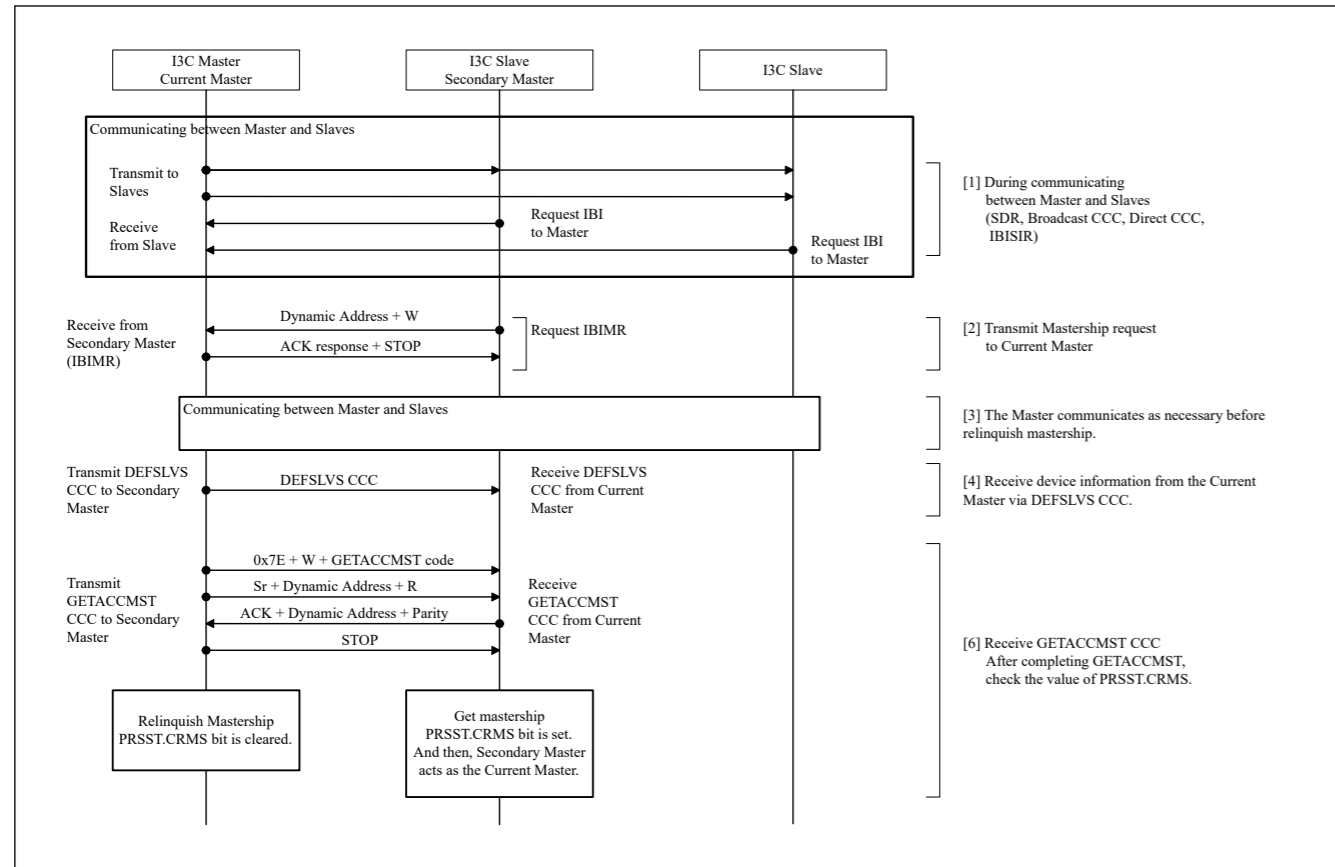 I3C Master
Current Master
I3C Slave
Secondary Master
I3C Slave
Communicating between Master and Slaves
Transmit to
Slaves
Receive
from Slave
Request IBI
to Master
Request IBI
to Master
[1] During communicating
between Master and Slaves
(SDR, Broadcast CCC, Direct CCC,
IBISIR)
Receive from
Secondary Master
(IBIMR)
Dynamic Address + W
ACK response + STOP
Request IBIMR
[2] Transmit Mastership request
to Current Master
Communicating between Master and Slaves
[3] The Master communicates as necessary before
relinquish mastership.
Transmit DEFSLVS
CCC to Secondary
Master
DEFSLVS CCC
Receive DEFSLVS
CCC from Current
Master
[4] Receive device information from the Current
Master via DEFSLVS CCC.
Transmit
GETACCMST
CCC to Secondary
Master
0x7E + W + GETACCMST code
Sr + Dynamic Address + R
ACK + Dynamic Address + Parity
STOP
Receive
GETACCMST
CCC from Current
Master
[6] Receive GETACCMST CCC
After completing GETACCMST,
check the value of PRSST.CRMS.
Relinquish Mastership
PRSST.CRMS bit is cleared.
Get mastership
PRSST.CRMS bit is set.
And then, Secondary Master
acts as the Current Master.